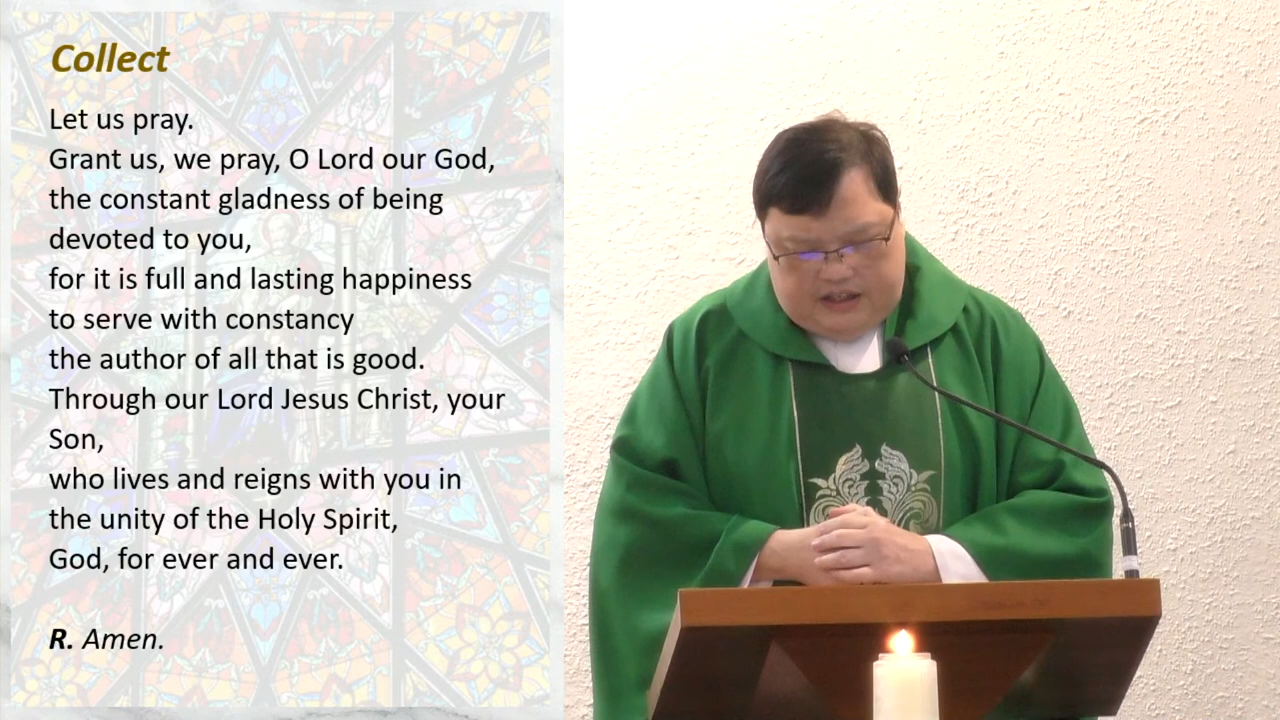 Collect
Let us pray.
Grant us, we pray, O Lord our God,
the constant gladness of being
devoted to you,
for it is full and lasting happiness
to serve with constancy
the author of all that is good.
Through our Lord Jesus Christ, your
Son,
who lives and reigns with you in
the unity of the Holy Spirit,
God, for ever and ever.
R. Amen.